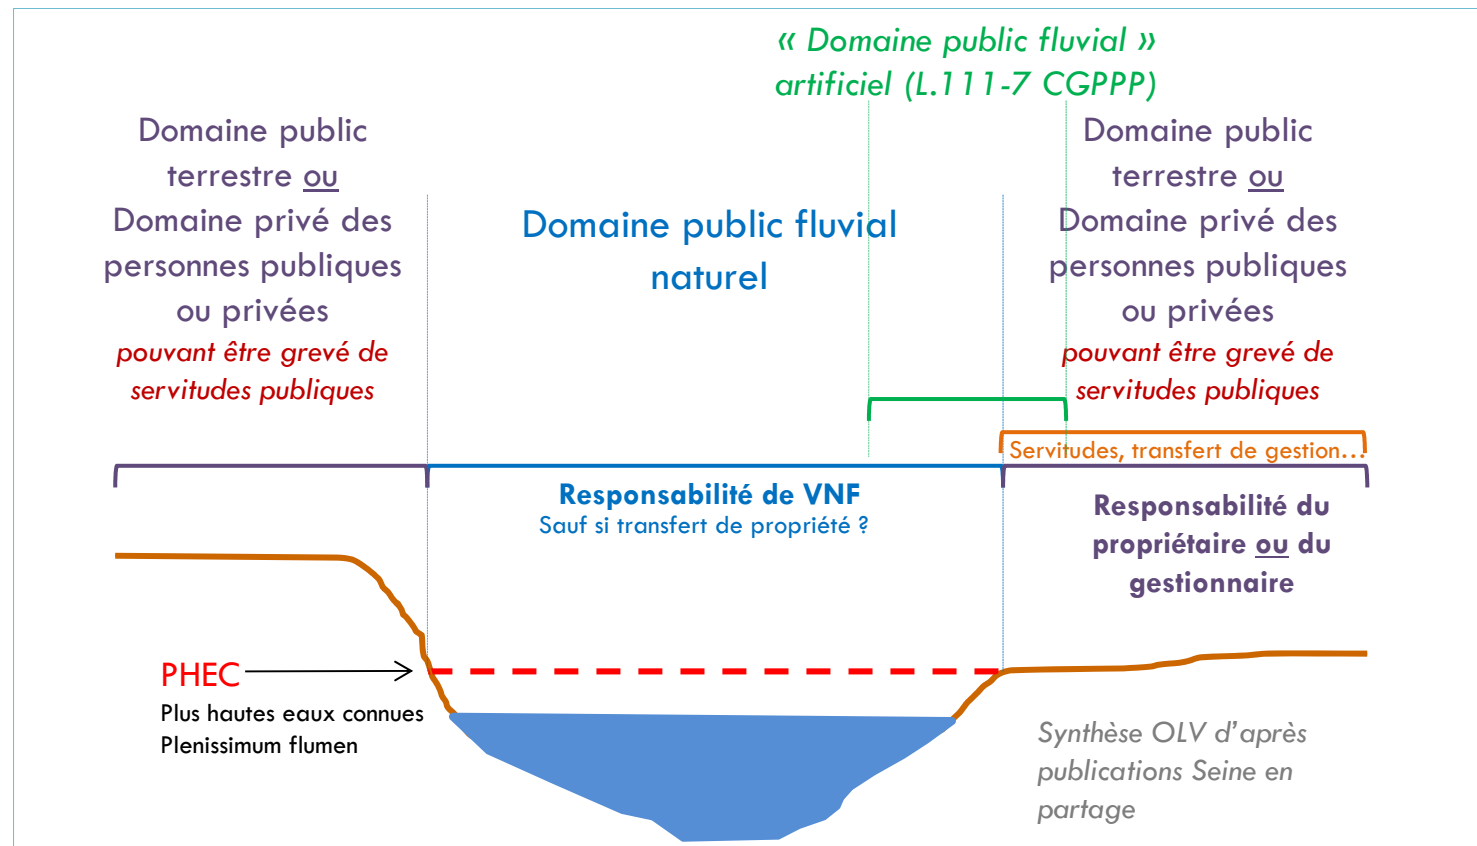 « Domaine public fluvial »
artificiel (L.111-7 CGPPP)
Domaine public
terrestre ou
Domaine privé des
personnes publiques
ou privées
pouvant être grevé de
servitudes publiques
Domaine public fluvial
naturel
Domaine public
terrestre ou
Domaine privé des
personnes publiques
ou privées
pouvant être grevé de
servitudes publiques
Servitudes, transfert de gestion…
Responsabilité de VNF
Sauf si transfert de propriété ?
Responsabilité du
propriétaire ou du
gestionnaire
PHEC
Plus hautes eaux connues
Plenissimum flumen
Synthèse OLV d’après
publications Seine en
partage